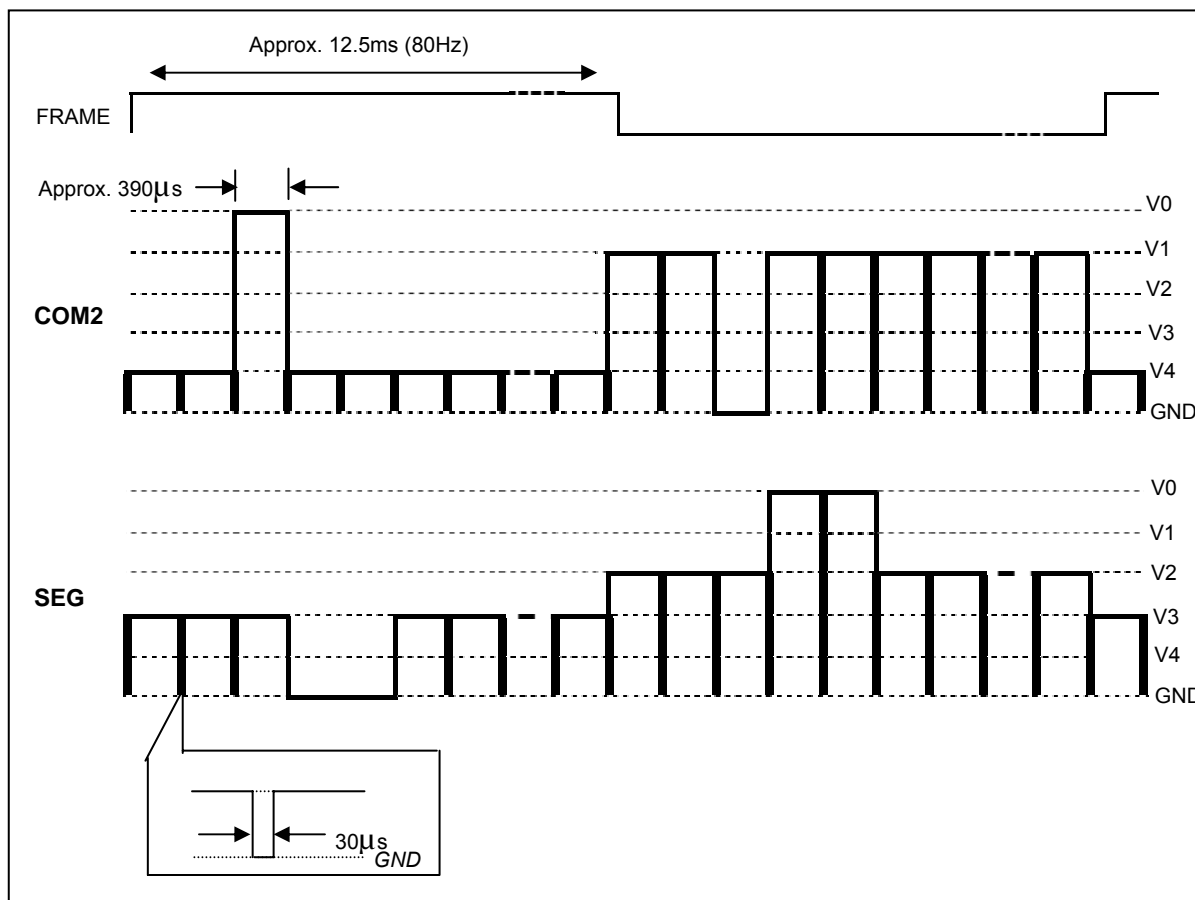 Approx. 12.5ms (80Hz)
FRAME
Approx. 390μs
V0
V1
V2
COM2
V3
V4
GND
V0
V1
V2
SEG
V3
V4
GND
30μs
GND